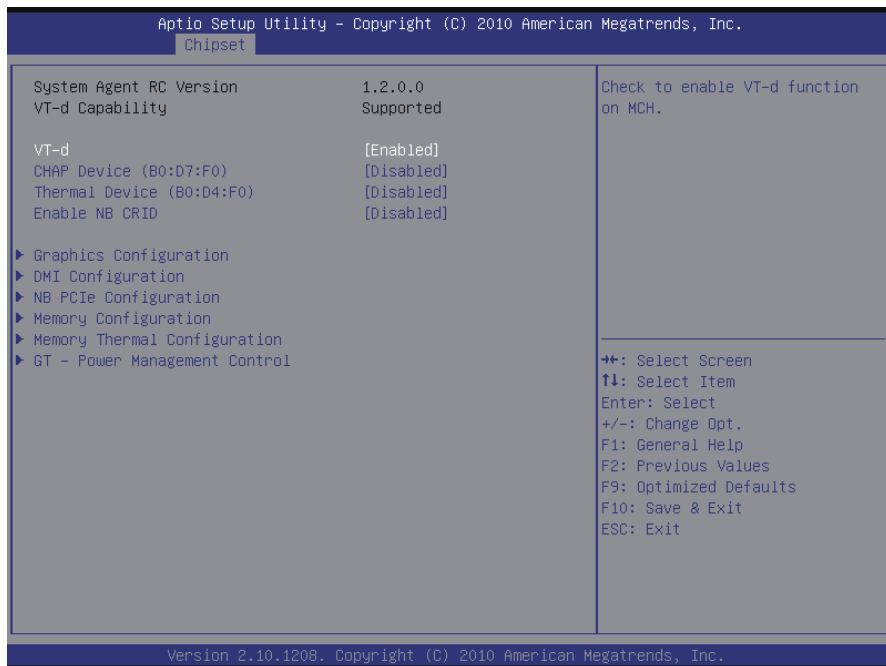 Aptio Setup Utility – Copyright (C) 2010 American Megatrends, Inc.
Chipset
System Agent RC Version 1.2.0.0
VT-d Capability Supported
VT-d [Enabled]
CHAP Device (B0:D7:F0) [Disabled]
Thermal Device (B0:D4:F0) [Disabled]
Enable NB CRID [Disabled]
▶ Graphics Configuration
▶ DMI Configuration
▶ NB PCIe Configuration
▶ Memory Configuration
▶ Memory Thermal Configuration
▶ GT – Power Management Control
Check to enable VT-d function
on MCH.
→←: Select Screen
↑↓: Select Item
Enter: Select
+/-: Change Opt.
F1: General Help
F2: Previous Values
F9: Optimized Defaults
F10: Save & Exit
ESC: Exit
Version 2.10.1208. Copyright (C) 2010 American Megatrends, Inc.